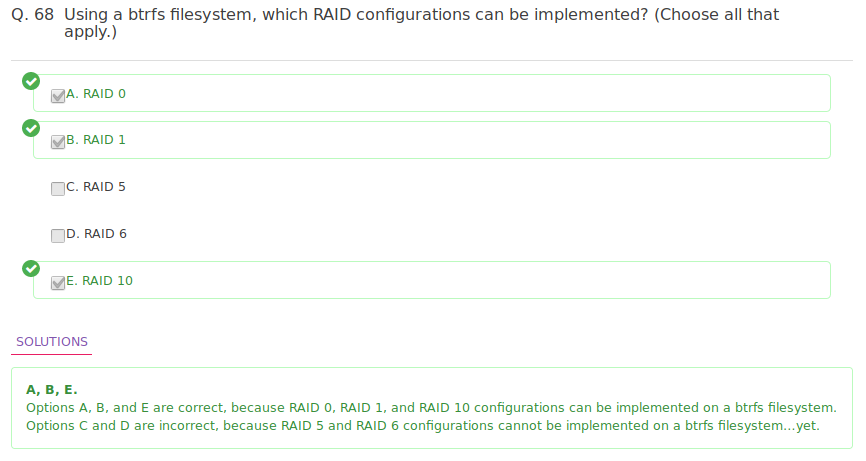 Q. 68 Using a btrfs filesystem, which RAID configurations can be implemented? (Choose all that
apply.)
A. RAID 0
B. RAID 1
C. RAID 5
D. RAID 6
E. RAID 10
SOLUTIONS
A, B, E.
Options A, B, and E are correct, because RAID 0, RAID 1, and RAID 10 configurations can be implemented on a btrfs filesystem.
Options C and D are incorrect, because RAID 5 and RAID 6 configurations cannot be implemented on a btrfs filesystem...yet.